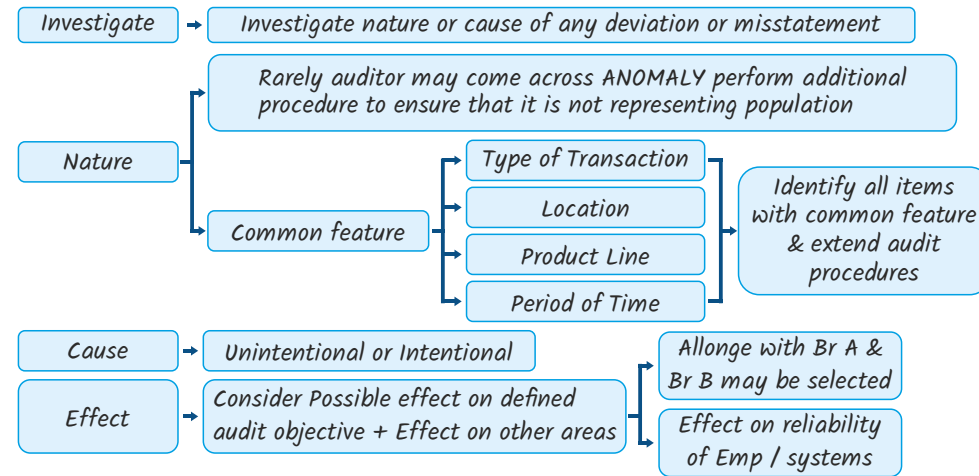 Investigate
Investigate nature or cause of any deviation or misstatement
Nature
Rarely auditor may come across ANOMALY perform additional
procedure to ensure that it is not representing population
Common feature
Type of Transaction
Location
Product Line
Period of Time
Identify all items
with common feature
& extend audit
procedures
Cause
Unintentional or Intentional
Effect
Consider Possible effect on defined
audit objective + Effect on other areas
Allonge with Br A &
Br B may be selected
Effect on reliability
of Emp / systems